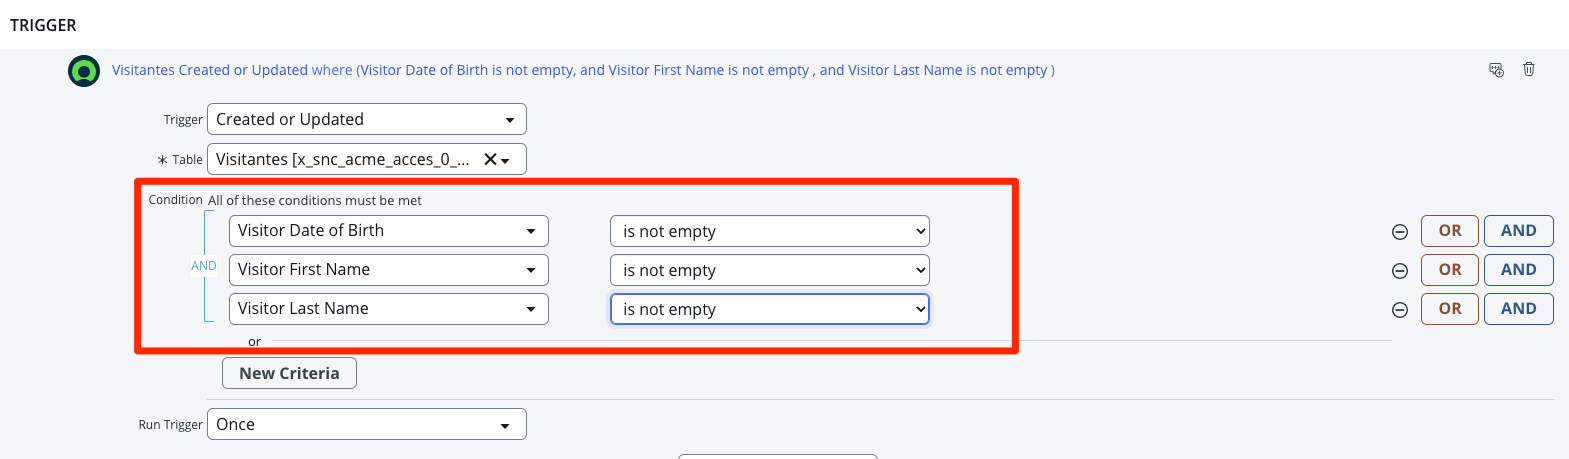 TRIGGER
Visitantes Created or Updated where (Visitor Date of Birth is not empty, and Visitor First Name is not empty , and Visitor Last Name is not empty )
Trigger Created or Updated
* Table Visitantes [x_snc_acme_acces_0_...
Condition All of these conditions must be met
Visitor Date of Birth is not empty OR AND
AND
Visitor First Name is not empty OR AND
Visitor Last Name is not empty OR AND
or
New Criteria
Run Trigger Once